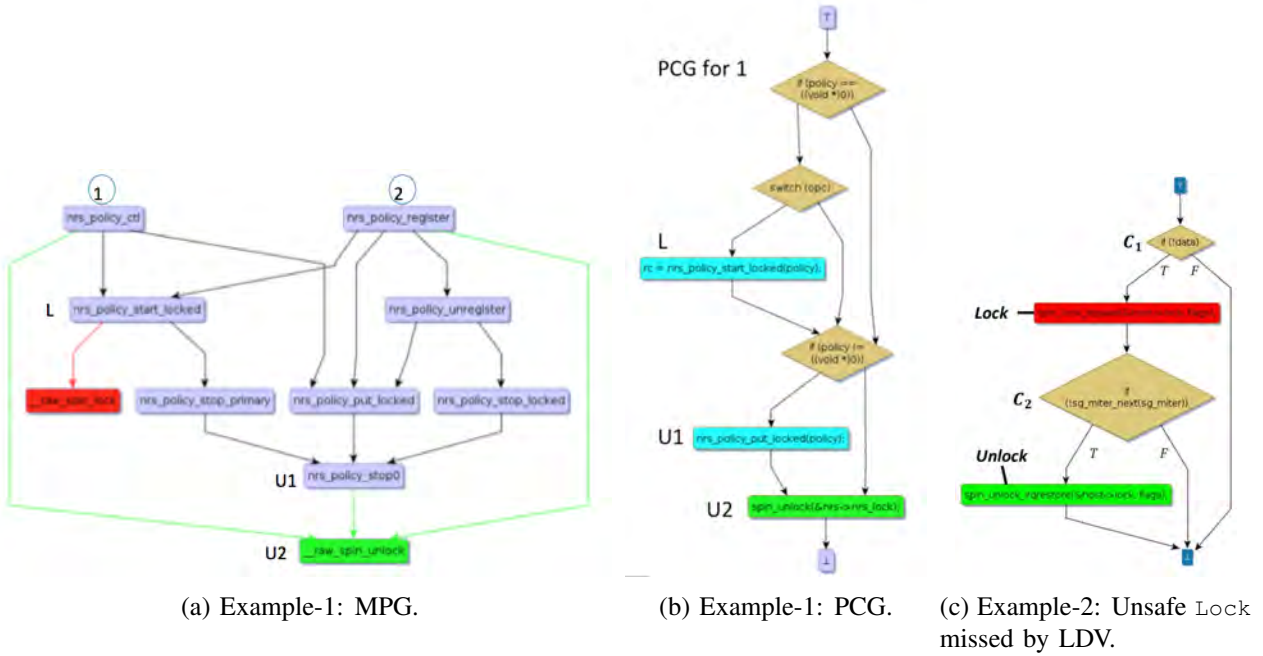 1
2
nrs_policy_ctl
nrs_policy_register
L
nrs_policy_start_locked
nrs_policy_unregister
__raw_spin_lock
nrs_policy_stop_primary
nrs_policy_put_locked
nrs_policy_stop_locked
U1
nrs_policy_stop0
U2
__raw_spin_unlock
(a) Example-1: MPG.
PCG for 1
⊤
if (policy ==
((void *)0))
switch (opc)
L
rc = nrs_policy_start_locked(policy);
if (policy !=
((void *)0))
U1
nrs_policy_put_locked(policy);
U2
spin_unlock(&nrs->nrs_lock);
⊥
(b) Example-1: PCG.
C1
if (!data)
T
F
Lock
C2
if
(!sg_miter_next(sg_miter))
T
F
Unlock
spin_unlock_irqrestore(&host->lock, flags);
⊥
(c) Example-2: Unsafe Lock
missed by LDV.